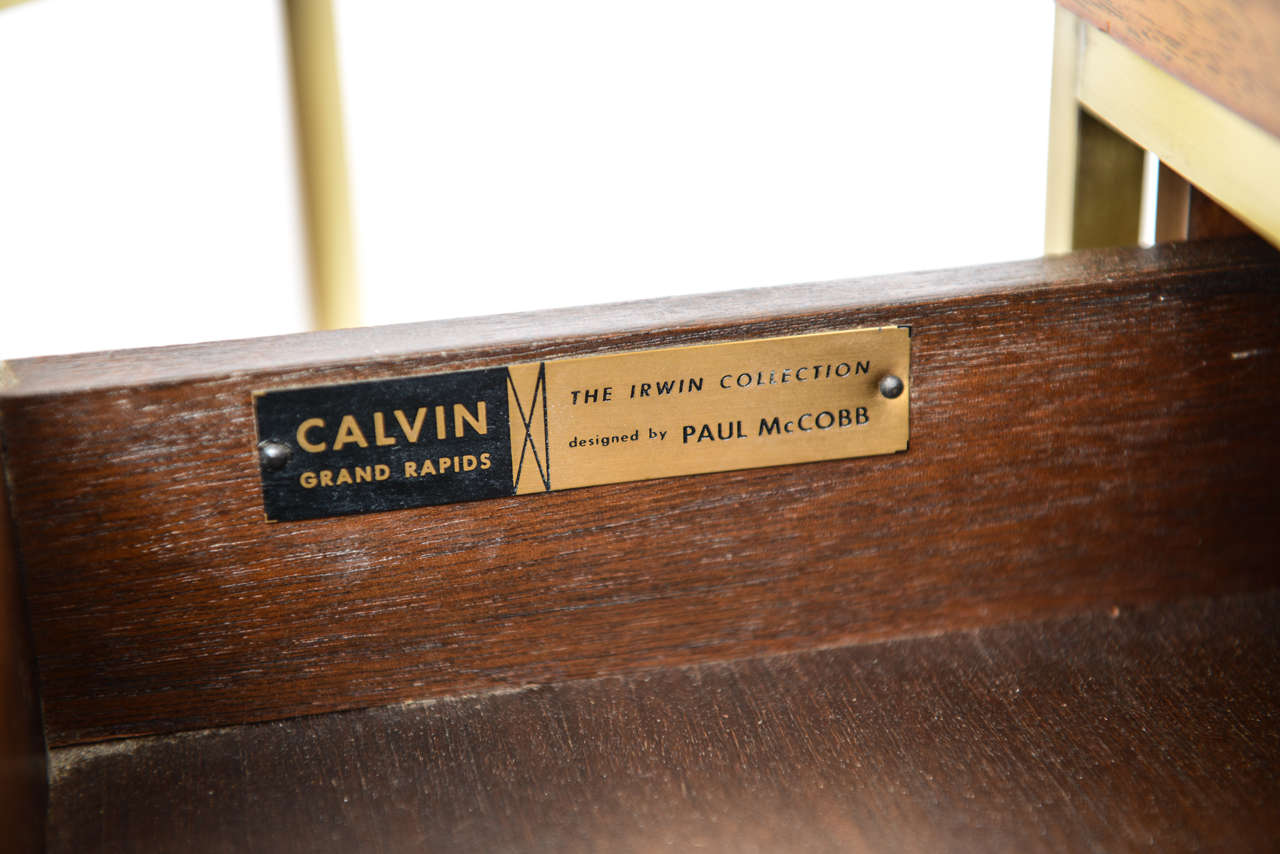 CALVIN
GRAND RAPIDS
THE IRWIN COLLECTION
designed by PAUL McCOBB